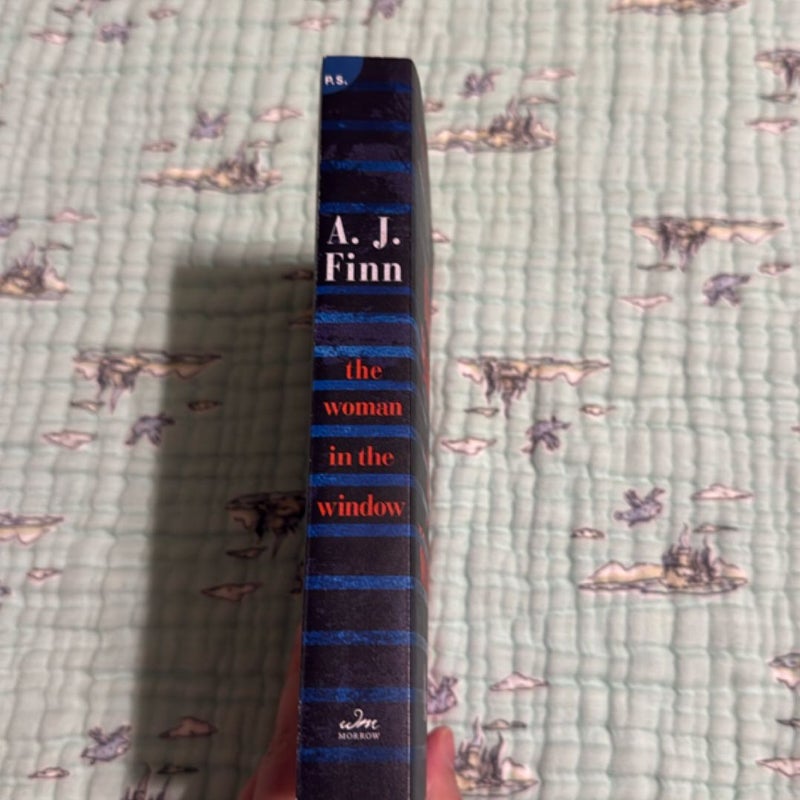 P.S.
A. J.
Finn
the
woman
in the
window
wm
MORROW